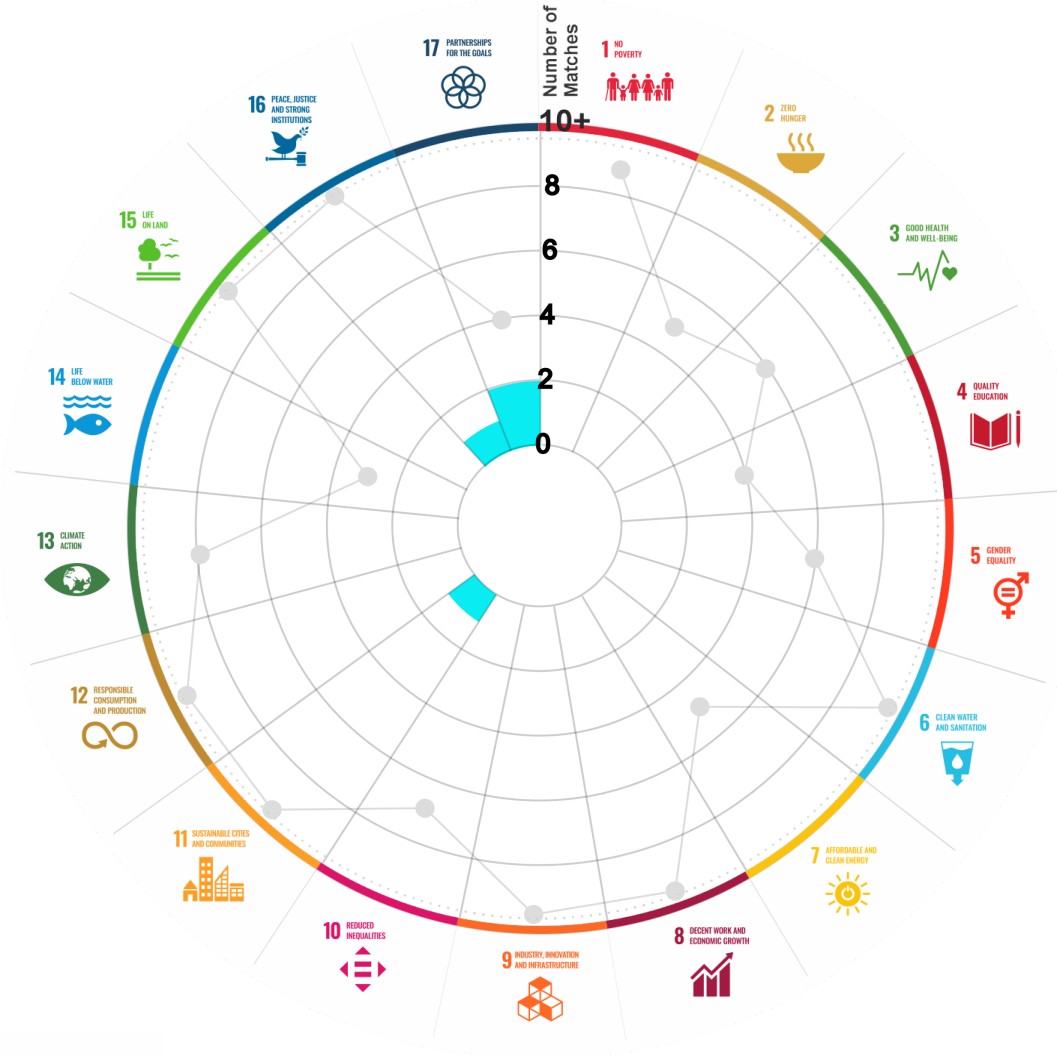 Number of
Matches
10+
8
6
4
2
0
1 NO
POVERTY
2 ZERO
HUNGER
3 GOOD HEALTH
AND WELL-BEING
4 QUALITY
EDUCATION
5 GENDER
EQUALITY
6 CLEAN WATER
AND SANITATION
7 AFFORDABLE AND
CLEAN ENERGY
8 DECENT WORK AND
ECONOMIC GROWTH
9 INDUSTRY, INNOVATION
AND INFRASTRUCTURE
10 REDUCED
INEQUALITIES
11 SUSTAINABLE CITIES
AND COMMUNITIES
12 RESPONSIBLE
CONSUMPTION
AND PRODUCTION
13 CLIMATE
ACTION
14 LIFE
BELOW WATER
15 LIFE
ON LAND
16 PEACE, JUSTICE
AND STRONG
INSTITUTIONS
17 PARTNERSHIPS
FOR THE GOALS